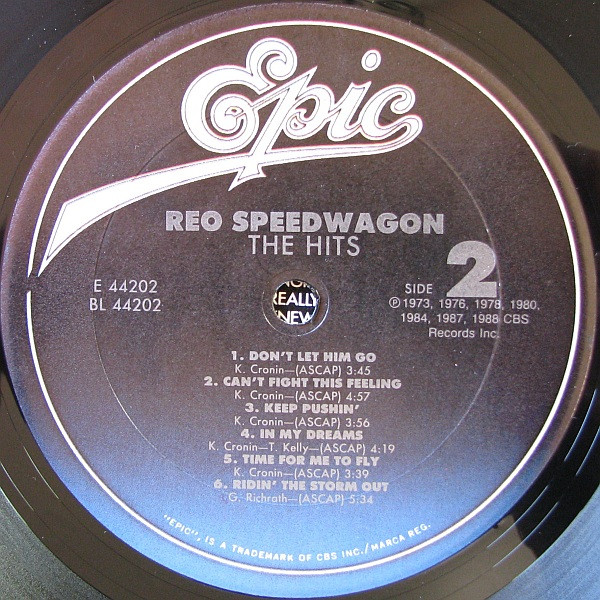 Epic
REO SPEEDWAGON
THE HITS
E 44202
BL 44202
SIDE 2
Ⓟ1973, 1976, 1978, 1980,
1984, 1987, 1988 CBS
Records Inc.
REALLY
KNEW
1. DON'T LET HIM GO
K. Cronin—(ASCAP) 3:45
2. CAN'T FIGHT THIS FEELING
K. Cronin—(ASCAP) 4:57
3. KEEP PUSHIN'
K. Cronin—(ASCAP) 3:56
4. IN MY DREAMS
K. Cronin—T. Kelly—(ASCAP) 4:19
5. TIME FOR ME TO FLY
K. Cronin—(ASCAP) 3:39
6. RIDIN' THE STORM OUT
G. Richrath—(ASCAP) 5:34
"EPIC", IS A TRADEMARK OF CBS INC./MARCA REG.